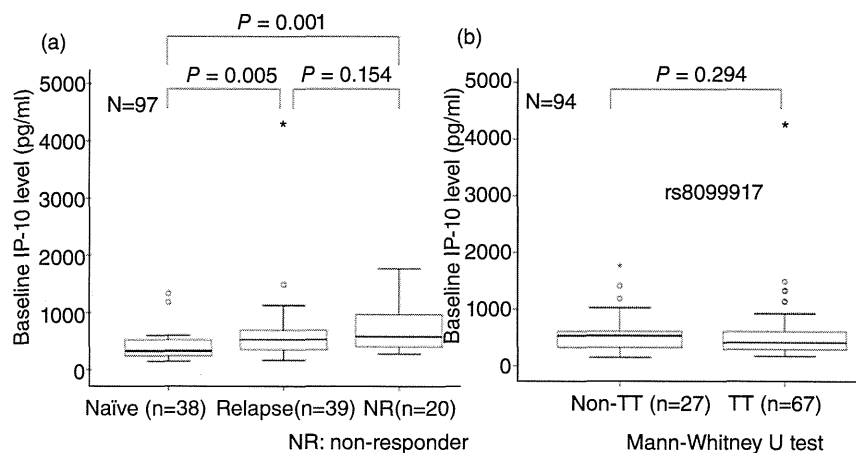 (a)
P = 0.001
P = 0.005
P = 0.154
N=97
Baseline IP-10 level (pg/ml)
5000
4000
3000
2000
1000
0
*
Naïve (n=38) Relapse(n=39) NR(n=20)
NR: non-responder
(b)
P = 0.294
N=94
Baseline IP-10 level (pg/ml)
5000
4000
3000
2000
1000
0
*
*
rs8099917
Non-TT (n=27) TT (n=67)
Mann-Whitney U test